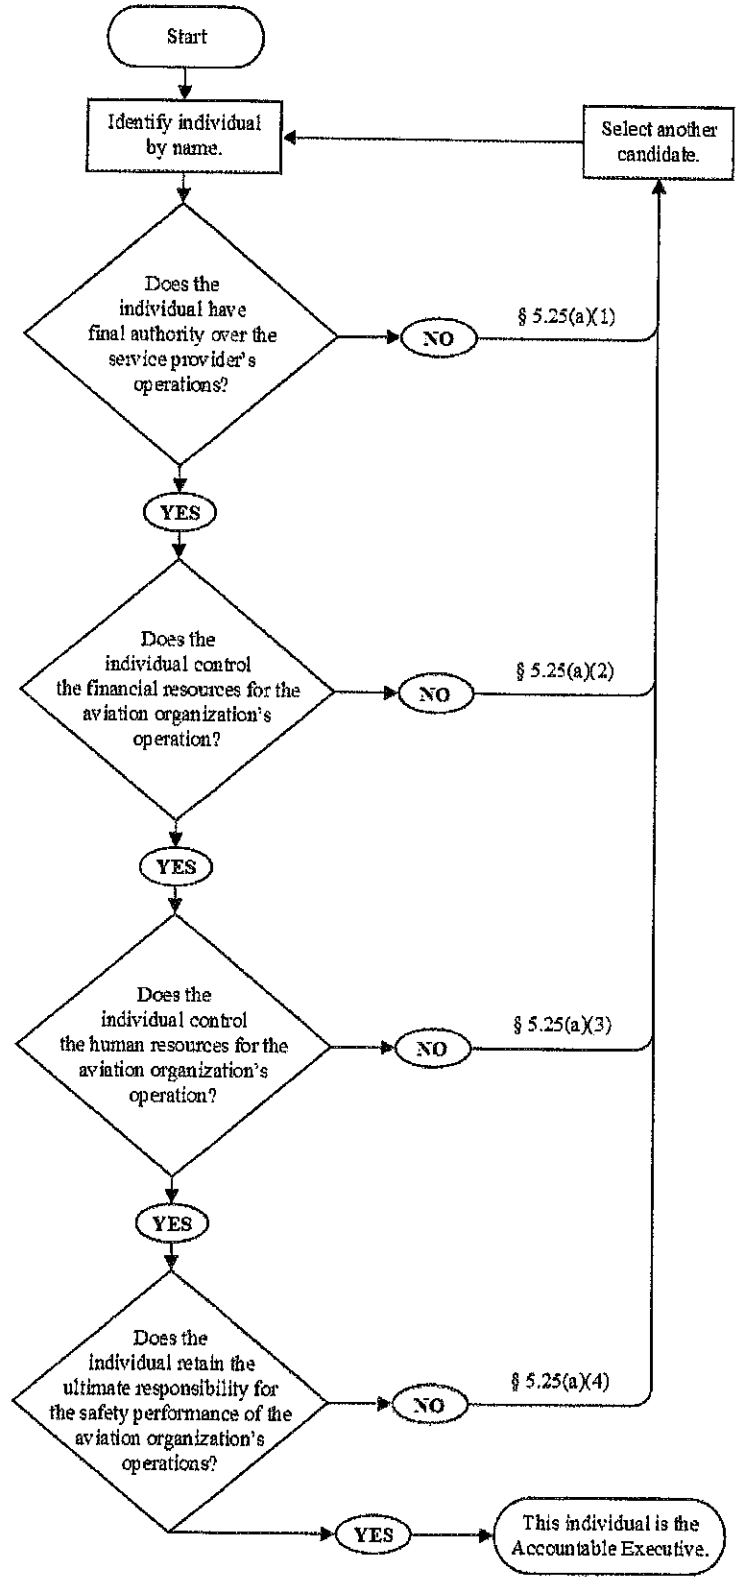 Start
Identify individual
by name.
Select another
candidate.
Does the
individual have
final authority over the
service provider's
operations?
NO
§ 5.25(a)(1)
YES
Does the
individual control
the financial resources for the
aviation organization's
operation?
NO
§ 5.25(a)(2)
YES
Does the
individual control
the human resources for the
aviation organization's
operation?
NO
§ 5.25(a)(3)
YES
Does the
individual retain the
ultimate responsibility for
the safety performance of the
aviation organization's
operations?
NO
§ 5.25(a)(4)
YES
This individual is the
Accountable Executive.